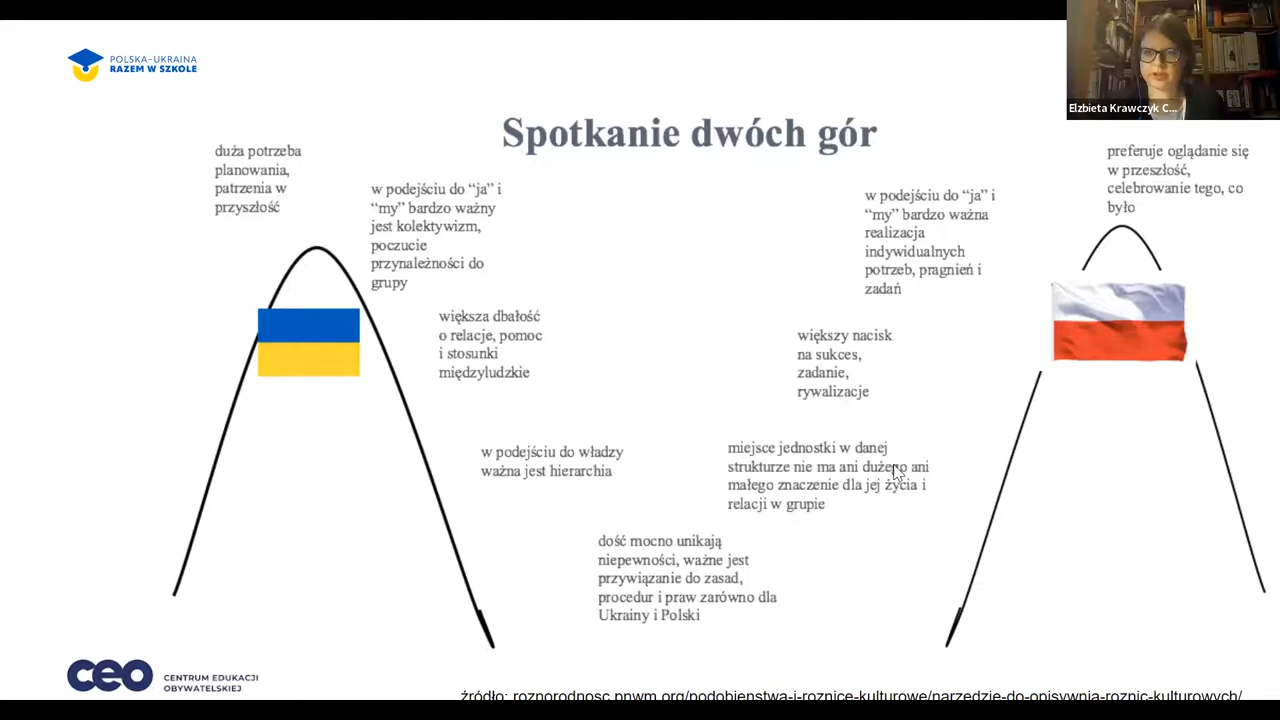 POLSKA–UKRAINA
RAZEM W SZKOLE
Elzbieta Krawczyk C...
Spotkanie dwóch gór
duża potrzeba
planowania,
patrzenia w
przyszłość
w podejściu do “ja” i
“my” bardzo ważny
jest kolektywizm,
poczucie
przynależności do
grupy
większa dbałość
o relacje, pomoc
i stosunki
międzyludzkie
w podejściu do władzy
ważna jest hierarchia
preferuje oglądanie się
w przeszłość,
celebrowanie tego, co
było
w podejściu do “ja” i
“my” bardzo ważna
realizacja
indywidualnych
potrzeb, pragnień i
zadań
większy nacisk
na sukces,
zadanie,
rywalizacje
miejsce jednostki w danej
strukturze nie ma ani dużego ani
małego znaczenie dla jej życia i
relacji w grupie
dość mocno unikają
niepewności, ważne jest
przywiązanie do zasad,
procedur i praw zarówno dla
Ukrainy i Polski
ceo
CENTRUM EDUKACJI
OBYWATELSKIEJ
źródło: roznorodnosc.pnwm.org/podobienstwa-i-roznice-kulturowe/narzedzie-do-opisywnia-roznic-kulturowych/